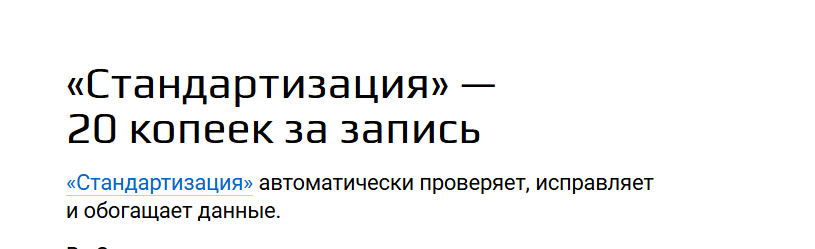 «Стандартизация» —
20 копеек за запись
«Стандартизация» автоматически проверяет, исправляет
и обогащает данные.